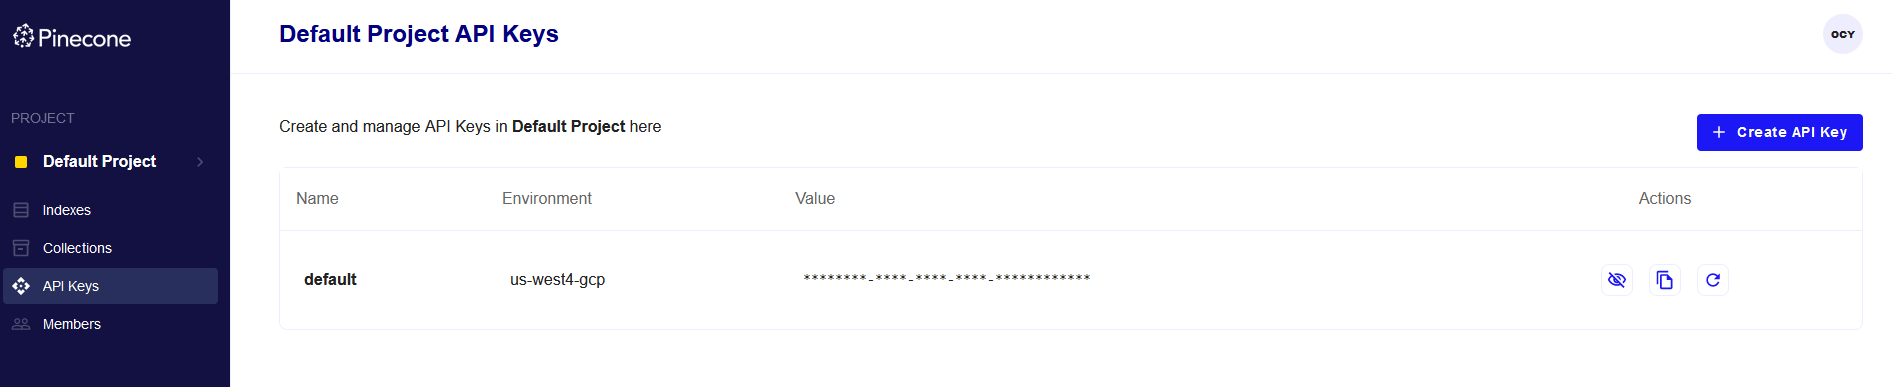 Pinecone
PROJECT
Default Project
Indexes
Collections
API Keys
Members
Default Project API Keys
OCY
Create and manage API Keys in Default Project here
+ Create API Key
Name Environment Value Actions
default us-west4-gcp ********-****-****-****-************